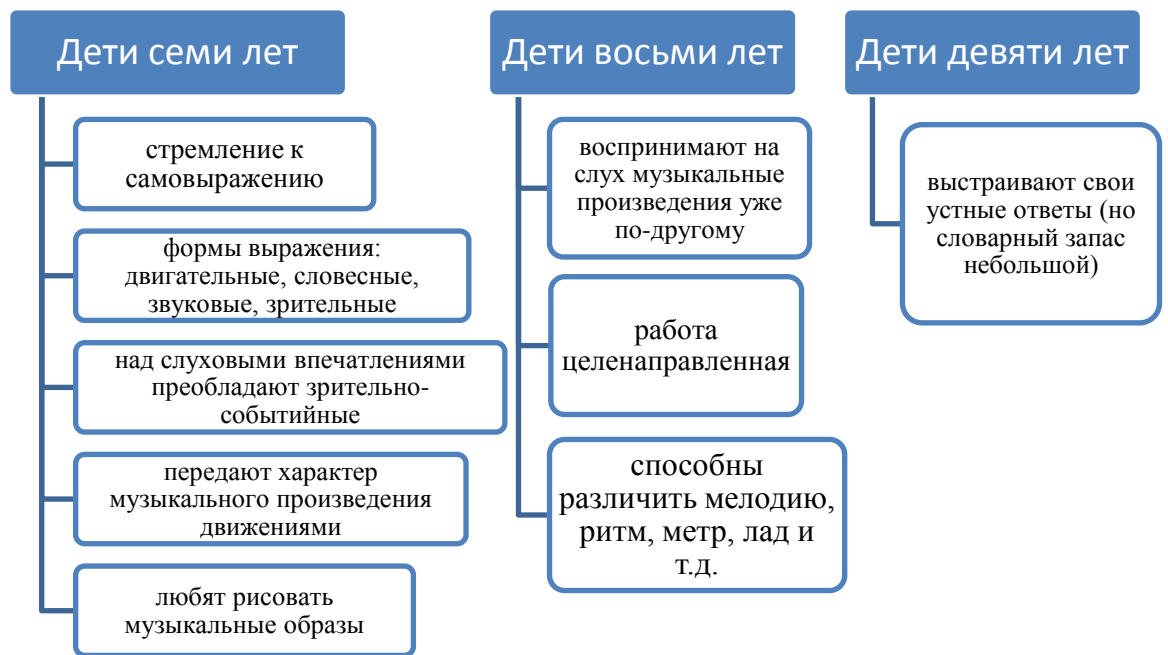 Дети семи лет
стремление к
самовыражению
формы выражения:
двигательные, словесные,
звуковые, зрительные
над слуховыми впечатлениями
преобладают зрительно-
событийные
передают характер
музыкального произведения
движениями
любят рисовать
музыкальные образы
Дети восьми лет
воспринимают на
слух музыкальные
произведения уже
по-другому
работа
целенаправленная
способны
различить мелодию,
ритм, метр, лад и
т.д.
Дети девяти лет
выстраивают свои
устные ответы (но
словарный запас
небольшой)